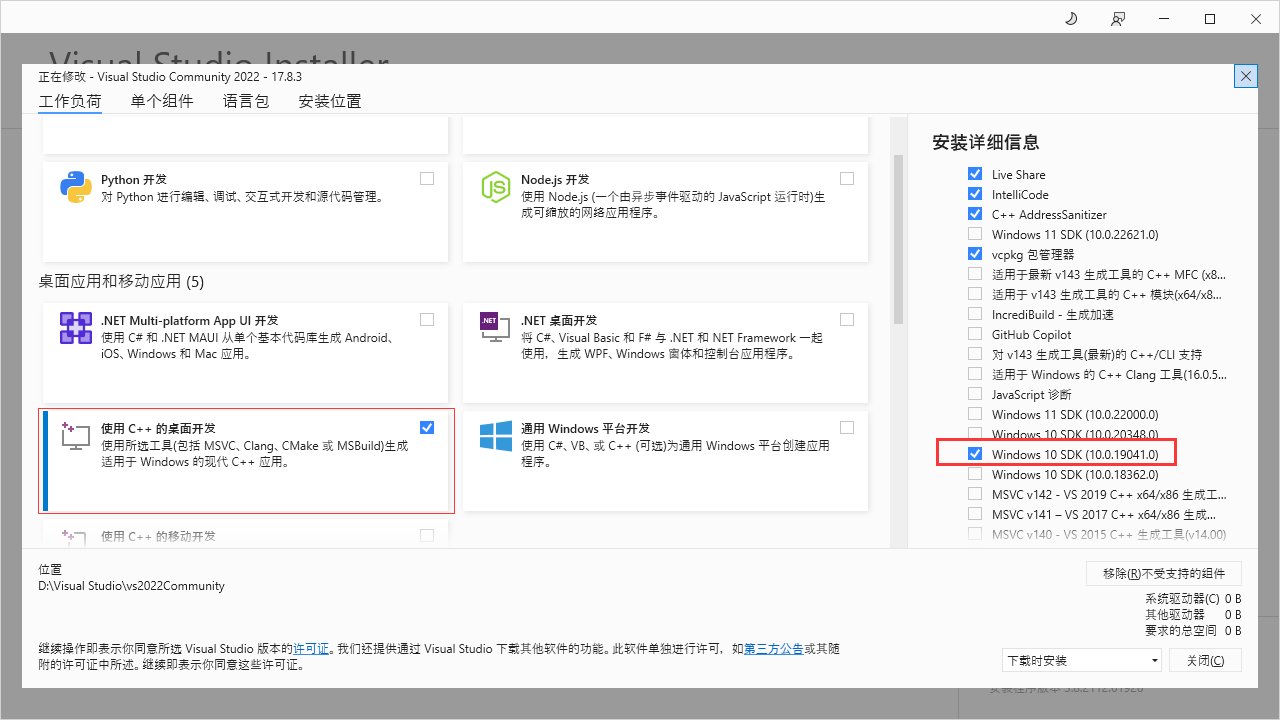 Visual Studio Installer
正在修改 - Visual Studio Community 2022 - 17.8.3
工作负荷 单个组件 语言包 安装位置
Python 开发
对 Python 进行编辑、调试、交互式开发和源代码管理。
Node.js 开发
使用 Node.js (一个由异步事件驱动的 JavaScript 运行时)生
成可缩放的网络应用程序。
桌面应用和移动应用 (5)
.NET Multi-platform App UI 开发
使用 C# 和 .NET MAUI 从单个基本代码库生成 Android、
iOS、Windows 和 Mac 应用。
.NET
.NET 桌面开发
将 C#、Visual Basic 和 F# 与 .NET 和 NET Framework 一起
使用，生成 WPF、Windows 窗体和控制台应用程序。
使用 C++ 的桌面开发
使用所选工具(包括 MSVC、Clang、CMake 或 MSBuild)生成
适用于 Windows 的现代 C++ 应用。
通用 Windows 平台开发
使用 C#、VB、或 C++ (可选)为通用 Windows 平台创建应用
程序。
使用 C++ 的移动开发
安装详细信息
Live Share
IntelliCode
C++ AddressSanitizer
Windows 11 SDK (10.0.22621.0)
vcpkg 包管理器
适用于最新 v143 生成工具的 C++ MFC (x8...
适用于 v143 生成工具的 C++ 模块(x64/x8...
IncrediBuild - 生成加速
GitHub Copilot
对 v143 生成工具(最新)的 C++/CLI 支持
适用于 Windows 的 C++ Clang 工具(16.0.5...
JavaScript 诊断
Windows 11 SDK (10.0.22000.0)
Windows 10 SDK (10.0.20348.0)
Windows 10 SDK (10.0.19041.0)
Windows 10 SDK (10.0.18362.0)
MSVC v142 - VS 2019 C++ x64/x86 生成工...
MSVC v141 – VS 2017 C++ x64/x86 生成...
MSVC v140 - VS 2015 C++ 生成工具(v14.00)
位置
D:\Visual Studio\vs2022Community
移除(R)不受支持的组件
系统驱动器(C) 0 B
其他驱动器 0 B
要求的总空间 0 B
继续操作即表示你同意所选 Visual Studio 版本的许可证。我们还提供通过 Visual Studio 下载其他软件的功能。此软件单独进行许可，如第三方公告或其随
附的许可证中所述。继续即表示你同意这些许可证。
下载时安装
关闭(C)
安装程序版本